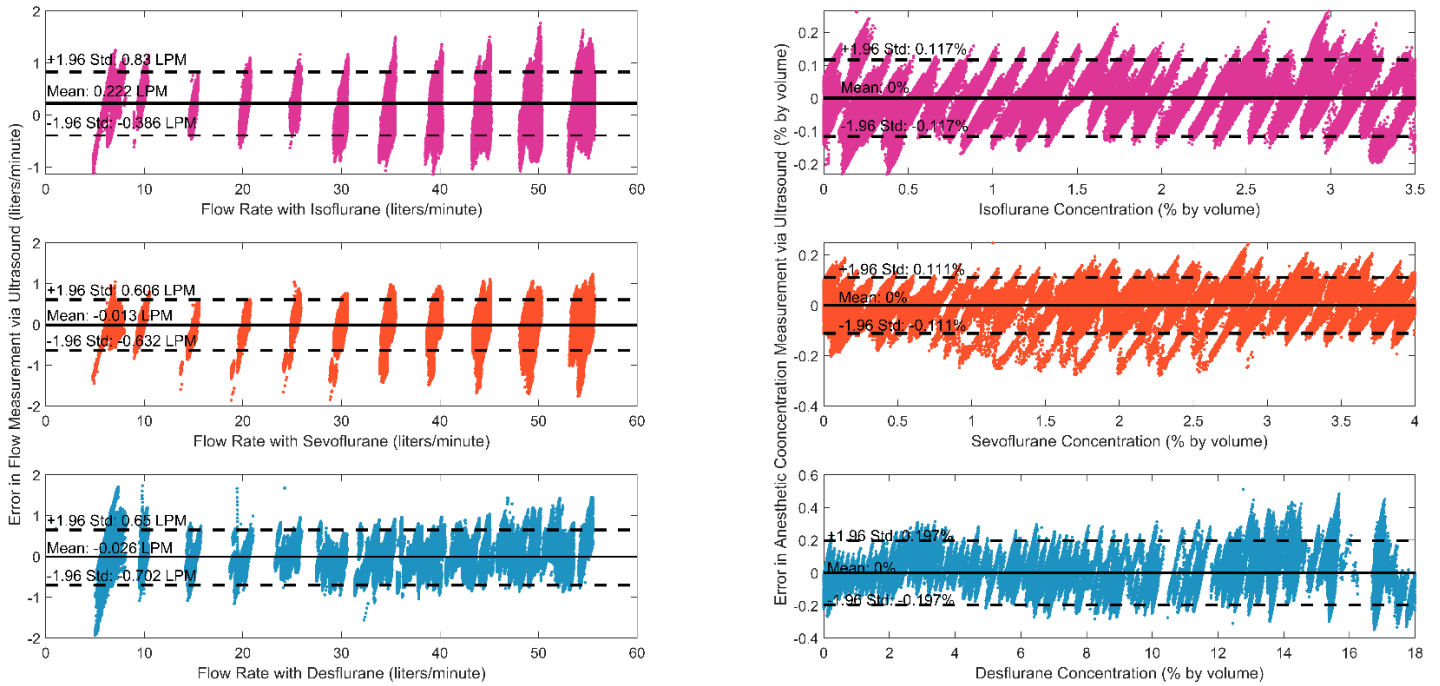 Error in Flow Measurement via Ultrasound (liters/minute)
2
1
0
-1
+1.96 Std: 0.83 LPM
Mean: 0.222 LPM
-1.96 Std: -0.386 LPM
0 10 20 30 40 50 60
Flow Rate with Isoflurane (liters/minute)
2
1
0
-1
-2
+1.96 Std: 0.606 LPM
Mean: -0.013 LPM
-1.96 Std: -0.632 LPM
0 10 20 30 40 50 60
Flow Rate with Sevoflurane (liters/minute)
2
1
0
-1
-2
+1.96 Std: 0.65 LPM
Mean: -0.026 LPM
-1.96 Std: -0.702 LPM
0 10 20 30 40 50 60
Flow Rate with Desflurane (liters/minute)
Error in Anesthetic Cooncentration Measurement via Ultrasound (% by volume)
0.2
0.1
0
-0.1
-0.2
+1.96 Std: 0.117%
Mean: 0%
-1.96 Std: -0.117%
0 0.5 1 1.5 2 2.5 3 3.5
Isoflurane Concentration (% by volume)
0.2
0
-0.2
-0.4
+1.96 Std: 0.111%
Mean: 0%
-1.96 Std: -0.111%
0 0.5 1 1.5 2 2.5 3 3.5 4
Sevoflurane Concentration (% by volume)
0.6
0.4
0.2
0
-0.2
-0.4
+1.96 Std: 0.197%
Mean: 0%
-1.96 Std: -0.197%
0 2 4 6 8 10 12 14 16 18
Desflurane Concentration (% by volume)